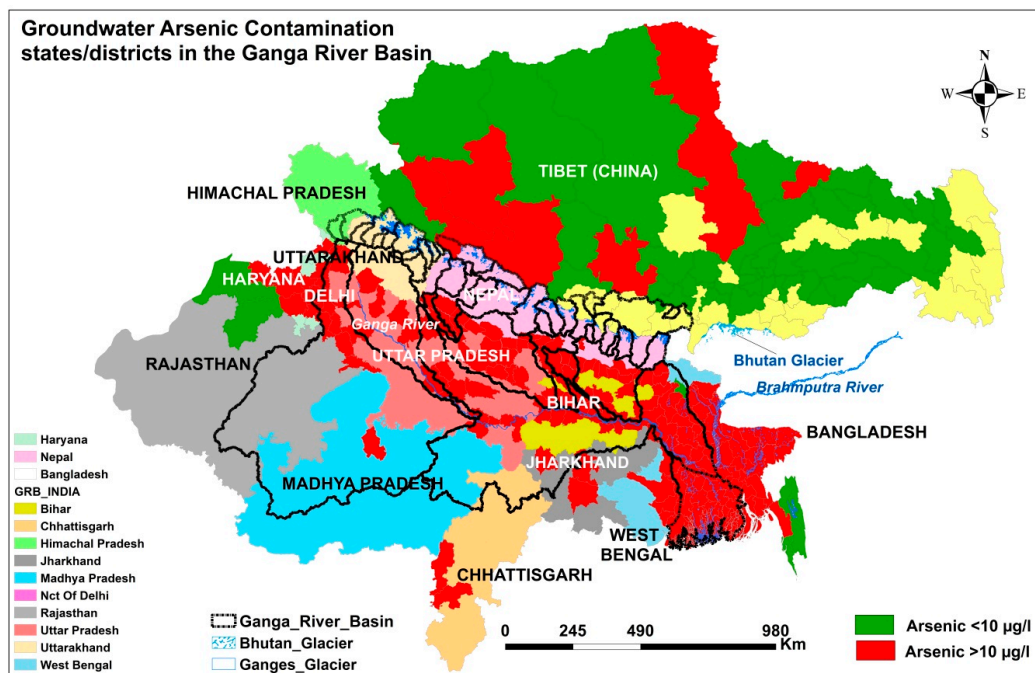 Groundwater Arsenic Contamination
states/districts in the Ganga River Basin
N
W
E
S
TIBET (CHINA)
HIMACHAL PRADESH
UTTARAKHAND
HARYANA
DELHI
NEPAL
Ganga River
RAJASTHAN
UTTAR PRADESH
Bhutan Glacier
Brahmputra River
BIHAR
BANGLADESH
JHARKHAND
MADHYA PRADESH
WEST
BENGAL
CHHATTISGARH
Haryana
Nepal
Bangladesh
GRB_INDIA
Bihar
Chhattisgarh
Himachal Pradesh
Jharkhand
Madhya Pradesh
Nct Of Delhi
Rajasthan
Uttar Pradesh
Uttarakhand
West Bengal
Ganga_River_Basin
Bhutan_Glacier
Ganges_Glacier
0 245 490 980
Km
Arsenic <10 µg/l
Arsenic >10 µg/l